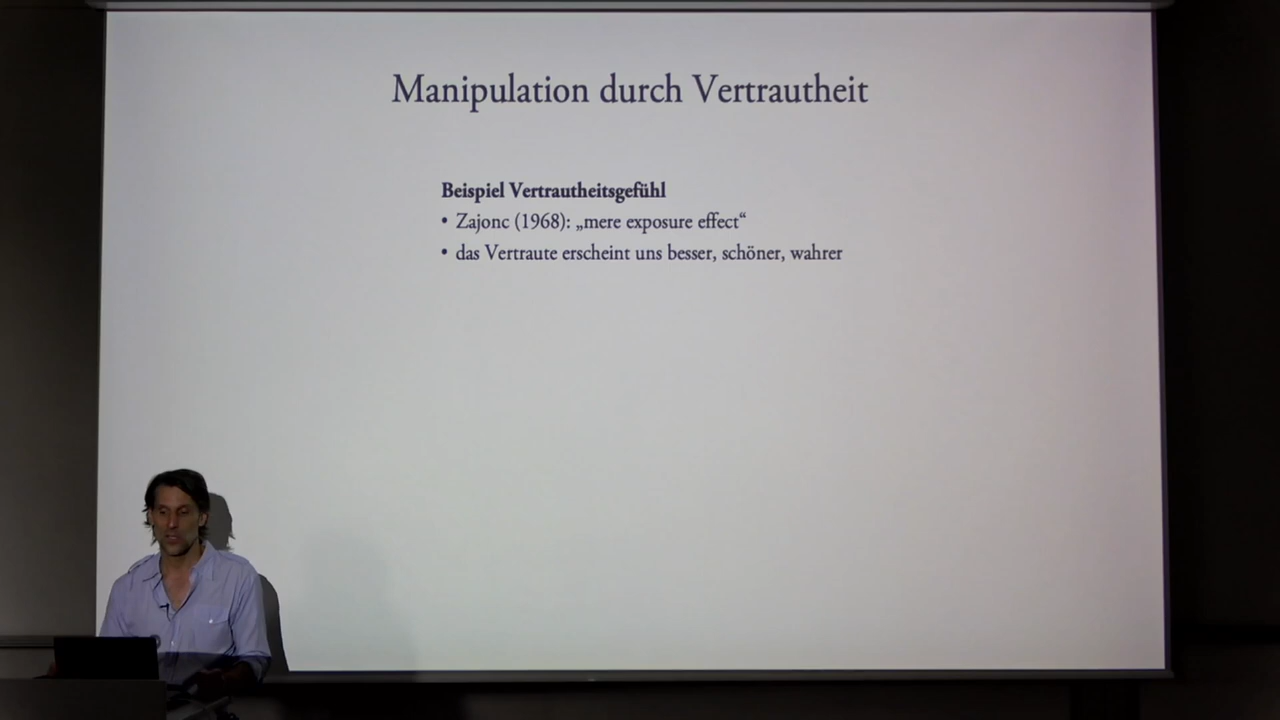 Manipulation durch Vertrautheit
Beispiel Vertrautheitsgefühl
• Zajonc (1968): „mere exposure effect“
• das Vertraute erscheint uns besser, schöner, wahrer